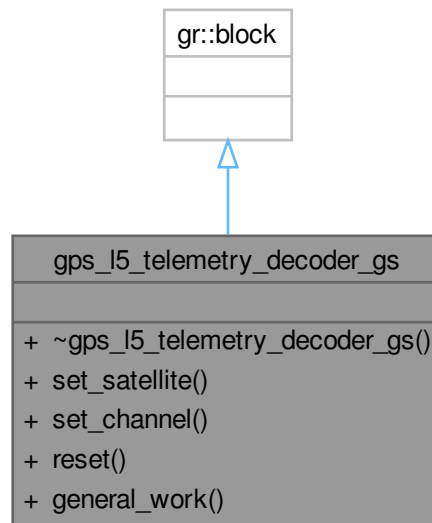 gr::block
gps_l5_telemetry_decoder_gs
+ ~gps_l5_telemetry_decoder_gs()
+ set_satellite()
+ set_channel()
+ reset()
+ general_work()